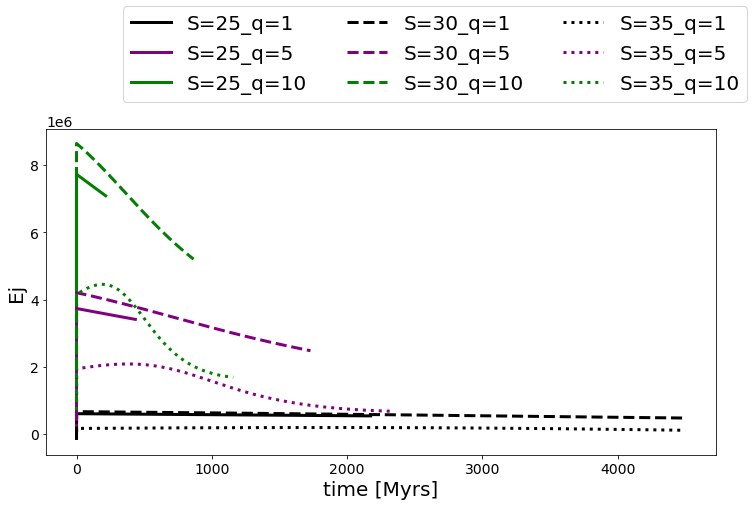 S=25_q=1 S=30_q=1 S=35_q=1
S=25_q=5 S=30_q=5 S=35_q=5
S=25_q=10 S=30_q=10 S=35_q=10
1e6
8
6
4
2
0
Ej
0 1000 2000 3000 4000
time [Myrs]